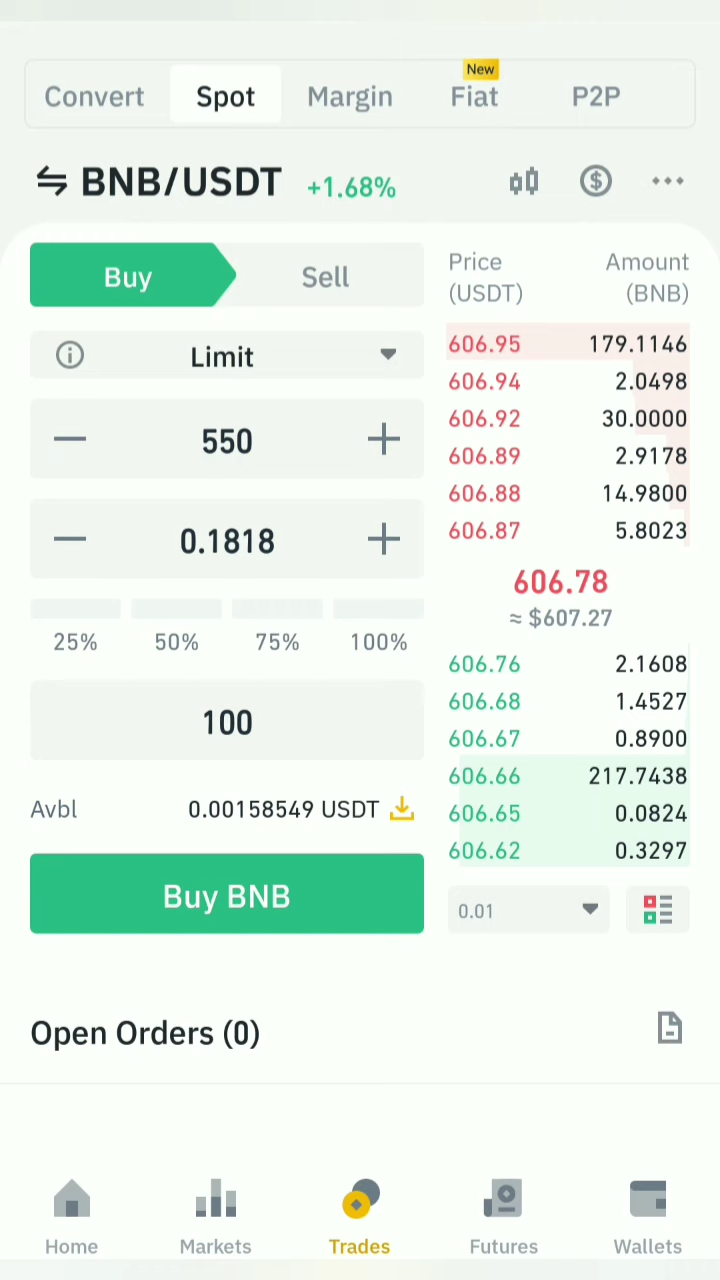 New
Convert Spot Margin Fiat P2P
BNB/USDT +1.68%
Buy Sell
Limit
550
0.1818
25% 50% 75% 100%
100
Avbl 0.00158549 USDT
Buy BNB
Price Amount
(USDT) (BNB)
606.95 179.1146
606.94 2.0498
606.92 30.0000
606.89 2.9178
606.88 14.9800
606.87 5.8023
606.78
≈ $607.27
606.76 2.1608
606.68 1.4527
606.67 0.8900
606.66 217.7438
606.65 0.0824
606.62 0.3297
0.01
Open Orders (0)
Home Markets Trades Futures Wallets